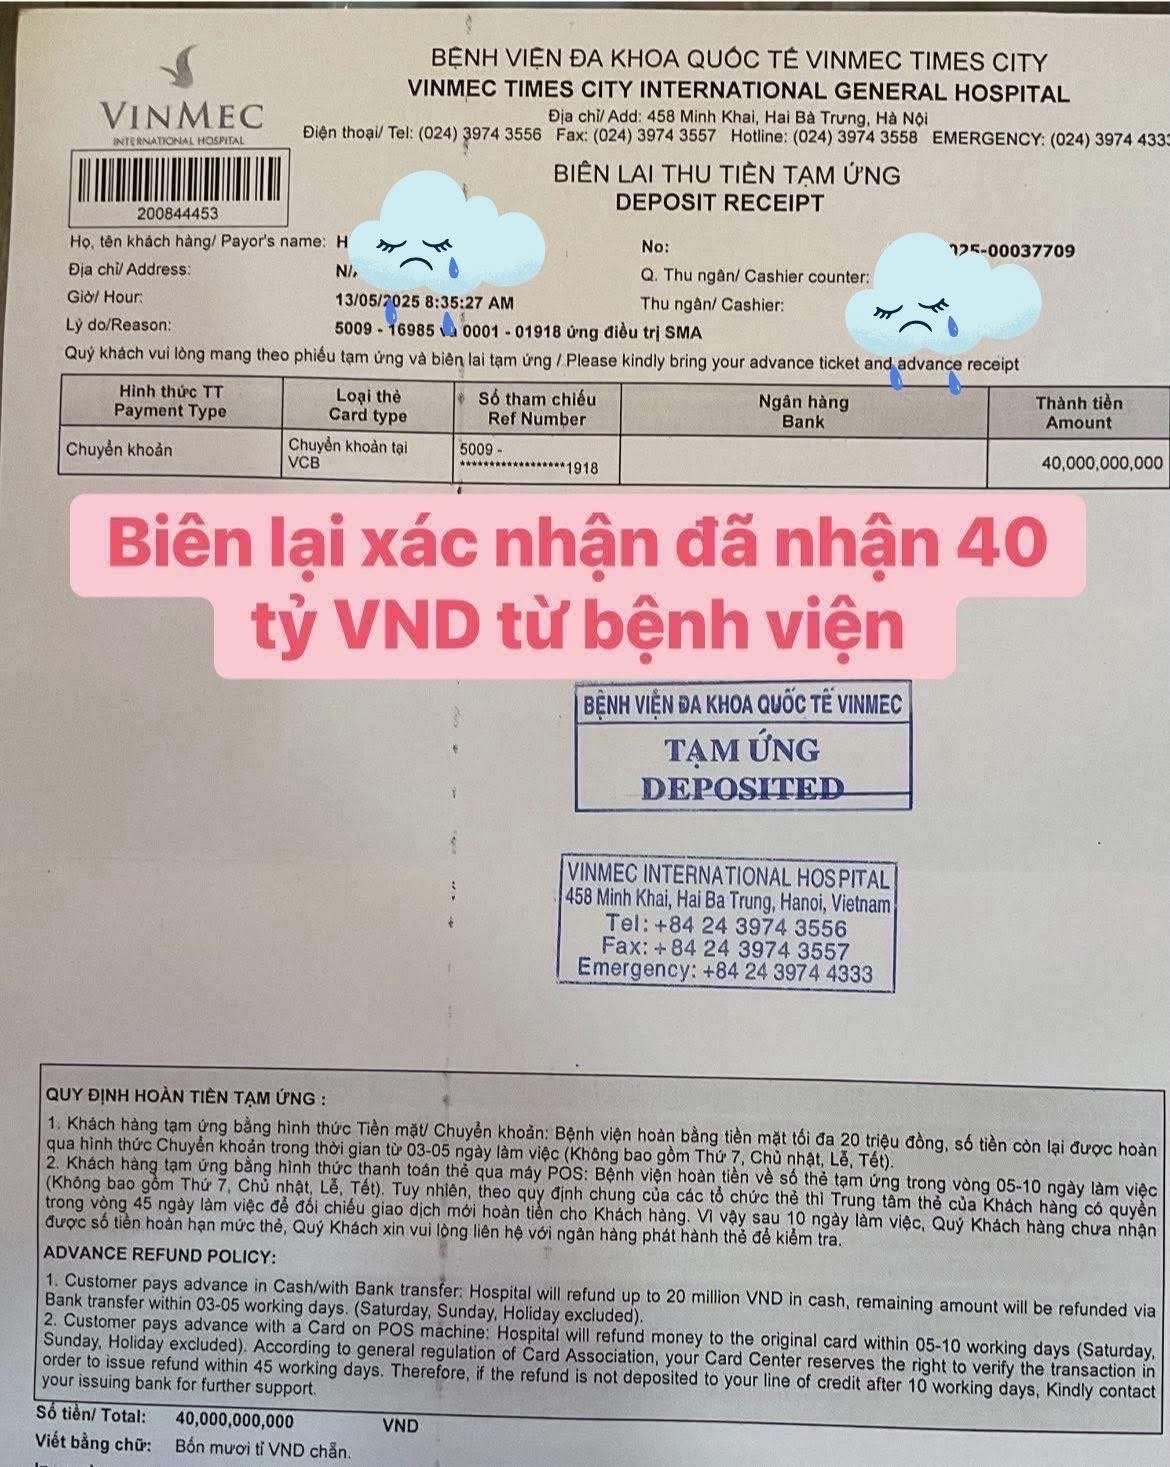 BỆNH VIỆN ĐA KHOA QUỐC TẾ VINMEC TIMES CITY
VINMEC TIMES CITY INTERNATIONAL GENERAL HOSPITAL
Địa chỉ/ Add: 458 Minh Khai, Hai Bà Trưng, Hà Nội
Điện thoại/ Tel: (024) 3974 3556 Fax: (024) 3974 3557 Hotline: (024) 3974 3558 EMERGENCY: (024) 3974 4333
VINMEC
INTERNATIONAL HOSPITAL
200844453
BIÊN LAI THU TIỀN TẠM ỨNG
DEPOSIT RECEIPT
Họ, tên khách hàng/ Payor's name: H
No: 025-00037709
Địa chỉ/ Address: N/
Q. Thu ngân/ Cashier counter:
Giờ/ Hour: 13/05/2025 8:35:27 AM
Thu ngân/ Cashier:
Lý do/Reason: 5009 - 16985 0001 - 01918 ứng điều trị SMA
Quý khách vui lòng mang theo phiếu tạm ứng và biên lai tạm ứng / Please kindly bring your advance ticket and advance receipt
Hình thức TT Loại thẻ Số tham chiếu Ngân hàng Thành tiền
Payment Type Card type Ref Number Bank Amount
Chuyển khoản Chuyển khoản tại 5009 - 40,000,000,000
VCB ******************1918
Biên lại xác nhận đã nhận 40
tỷ VND từ bệnh viện
BỆNH VIỆN ĐA KHOA QUỐC TẾ VINMEC
TẠM ỨNG
DEPOSITED
VINMEC INTERNATIONAL HOSPITAL
458 Minh Khai, Hai Ba Trung, Hanoi, Vietnam
Tel: +84 24 3974 3556
Fax: +84 24 3974 3557
Emergency: +84 24 3974 4333
QUY ĐỊNH HOÀN TIỀN TẠM ỨNG :
1. Khách hàng tạm ứng bằng hình thức Tiền mặt/ Chuyển khoản: Bệnh viện hoàn bằng tiền mặt tối đa 20 triệu đồng, số tiền còn lại được hoàn
qua hình thức Chuyển khoản trong thời gian từ 03-05 ngày làm việc (Không bao gồm Thứ 7, Chủ nhật, Lễ, Tết).
2. Khách hàng tạm ứng bằng hình thức thanh toán thẻ qua máy POS: Bệnh viện hoàn tiền về số thẻ tạm ứng trong vòng 05-10 ngày làm việc
(Không bao gồm Thứ 7, Chủ nhật, Lễ, Tết). Tuy nhiên, theo quy định chung của các tổ chức thẻ thì Trung tâm thẻ của Khách hàng có quyền
trong vòng 45 ngày làm việc để đối chiếu giao dịch mới hoàn tiền cho Khách hàng. Vì vậy sau 10 ngày làm việc, Quý Khách hàng chưa nhận
được số tiền hoàn hạn mức thẻ, Quý Khách xin vui lòng liên hệ với ngân hàng phát hành thẻ để kiểm tra.
ADVANCE REFUND POLICY:
1. Customer pays advance in Cash/with Bank transfer: Hospital will refund up to 20 million VND in cash, remaining amount will be refunded via
Bank transfer within 03-05 working days. (Saturday, Sunday, Holiday excluded).
2. Customer pays advance with a Card on POS machine: Hospital will refund money to the original card within 05-10 working days (Saturday,
Sunday, Holiday excluded). According to general regulation of Card Association, your Card Center reserves the right to verify the transaction in
order to issue refund within 45 working days. Therefore, if the refund is not deposited to your line of credit after 10 working days, Kindly contact
your issuing bank for further support.
Số tiền/ Total: 40,000,000,000 VND
Viết bằng chữ: Bốn mươi tỉ VND chẵn.